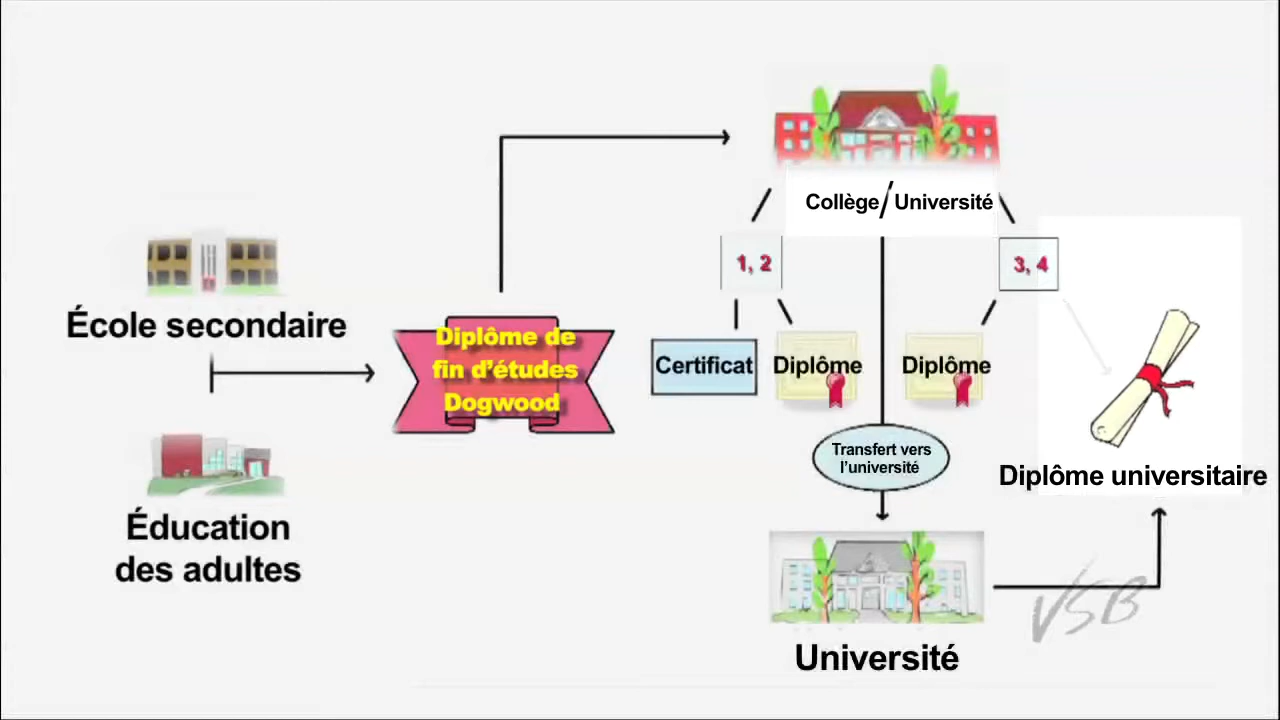 Collège/Université
1, 2
3, 4
École secondaire
Diplôme de
fin d’études
Dogwood
Certificat
Diplôme
Diplôme
Transfert vers
l’université
Diplôme universitaire
Éducation
des adultes
VSB
Université